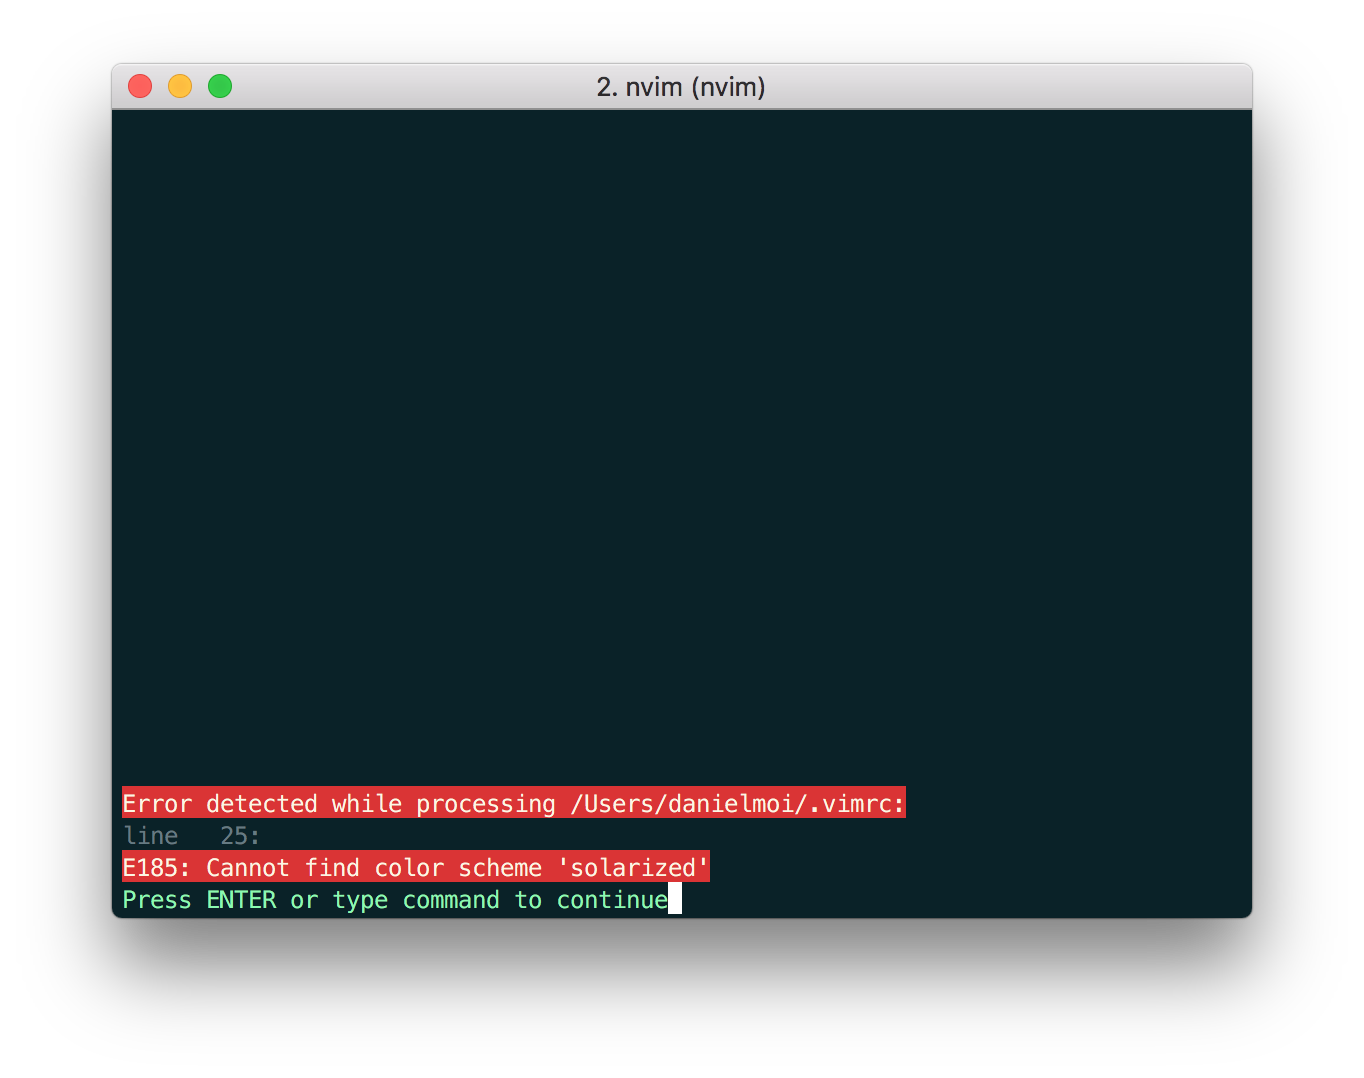 2. nvim (nvim)
Error detected while processing /Users/danielmoi/.vimrc:
line   25:
E185: Cannot find color scheme 'solarized'
Press ENTER or type command to continue